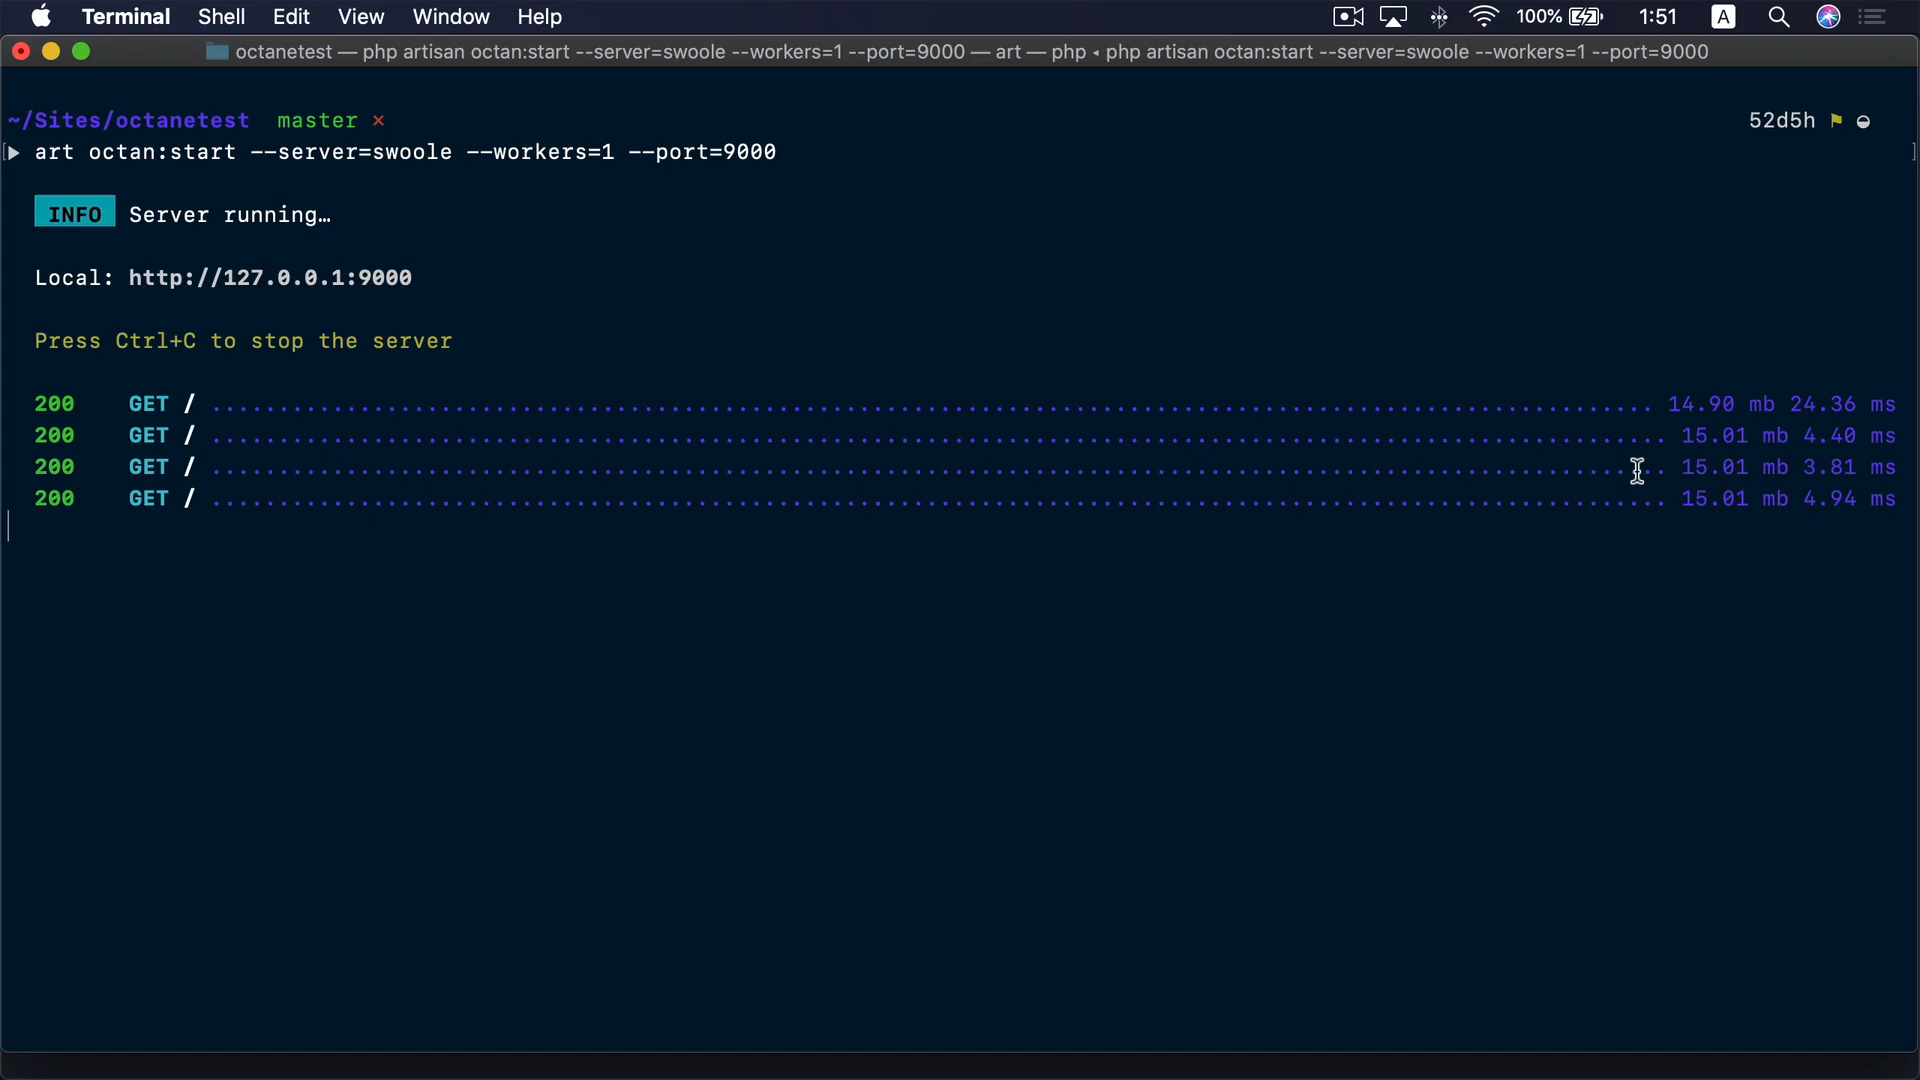 Terminal Shell Edit View Window Help 100% 1:51 A
octanetest — php artisan octan:start --server=swoole --workers=1 --port=9000 — art — php ◂ php artisan octan:start --server=swoole --workers=1 --port=9000
~/Sites/octanetest master × 52d5h
art octan:start --server=swoole --workers=1 --port=9000
INFO Server running…
Local: http://127.0.0.1:9000
Press Ctrl+C to stop the server
200 GET / ........................................................................................................... 14.90 mb 24.36 ms
200 GET / ............................................................................................................ 15.01 mb 4.40 ms
200 GET / ............................................................................................................ 15.01 mb 3.81 ms
200 GET / ............................................................................................................ 15.01 mb 4.94 ms